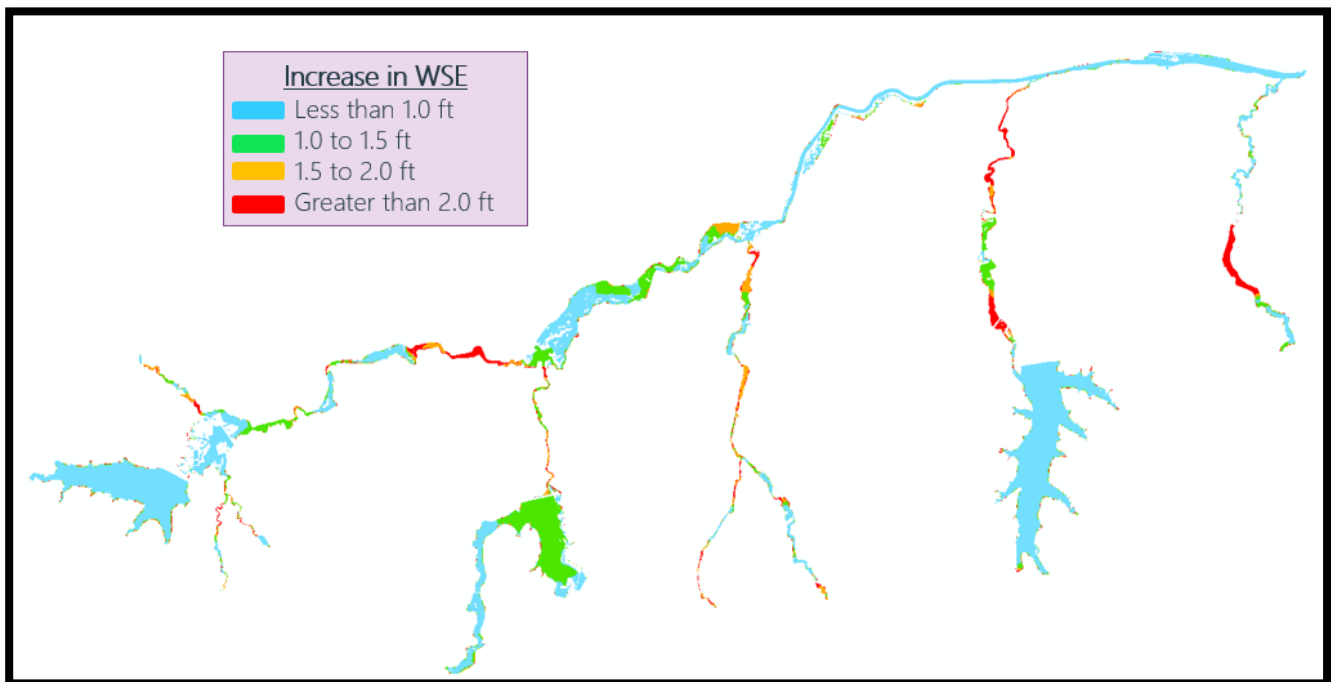 Increase in WSE
Less than 1.0 ft
1.0 to 1.5 ft
1.5 to 2.0 ft
Greater than 2.0 ft